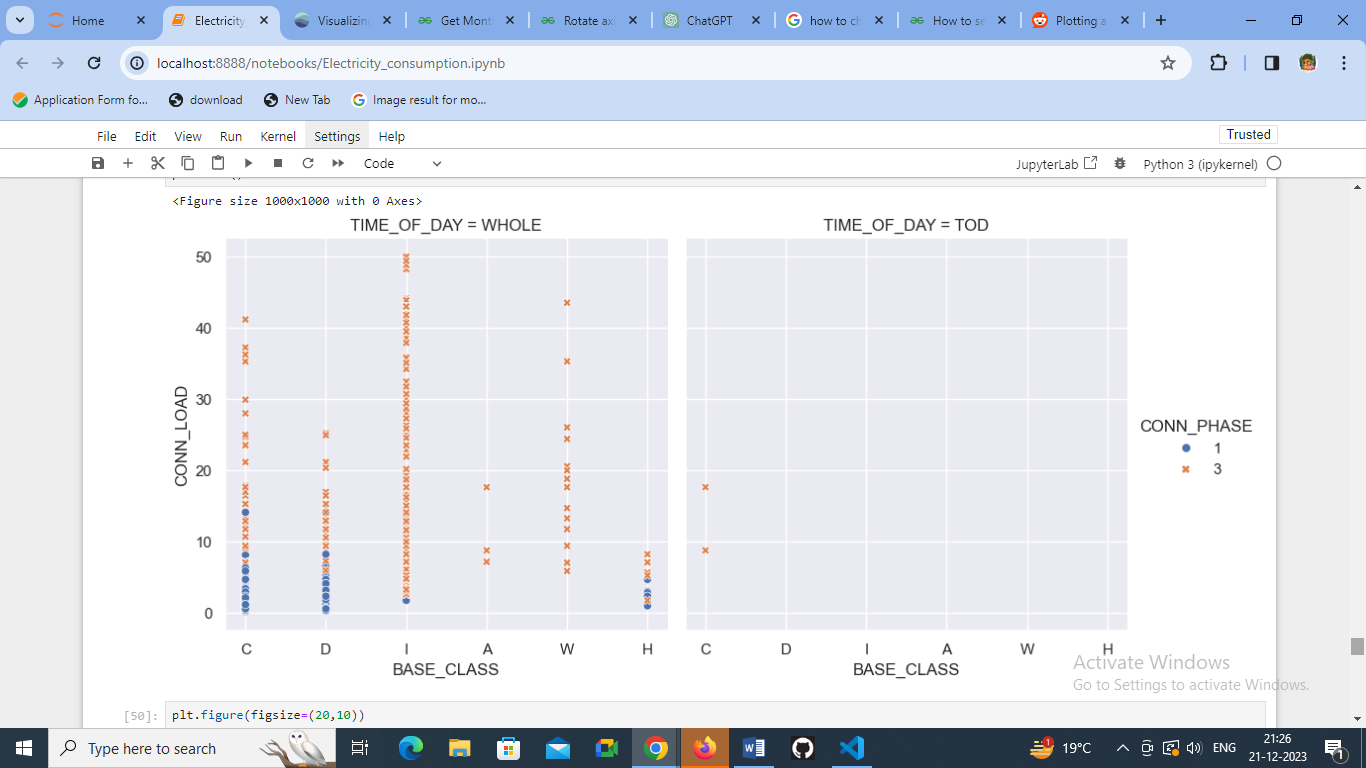 Home
Electricity_
Visualizin
Get Mont
Rotate ax
ChatGPT
how to ch
How to se
Plotting a
localhost:8888/notebooks/Electricity_consumption.ipynb
Application Form fo...
download
New Tab
Image result for mo...
File Edit View Run Kernel Settings Help
Trusted
Code
JupyterLab
Python 3 (ipykernel)
<Figure size 1000x1000 with 0 Axes>
TIME_OF_DAY = WHOLE
TIME_OF_DAY = TOD
50
40
30
20
10
0
CONN_LOAD
C D I A W H
BASE_CLASS
C D I A W H
BASE_CLASS
CONN_PHASE
1
3
Activate Windows
Go to Settings to activate Windows.
[50]: plt.figure(figsize=(20,10))
Type here to search
1
19°C
ENG
21:26
21-12-2023
1